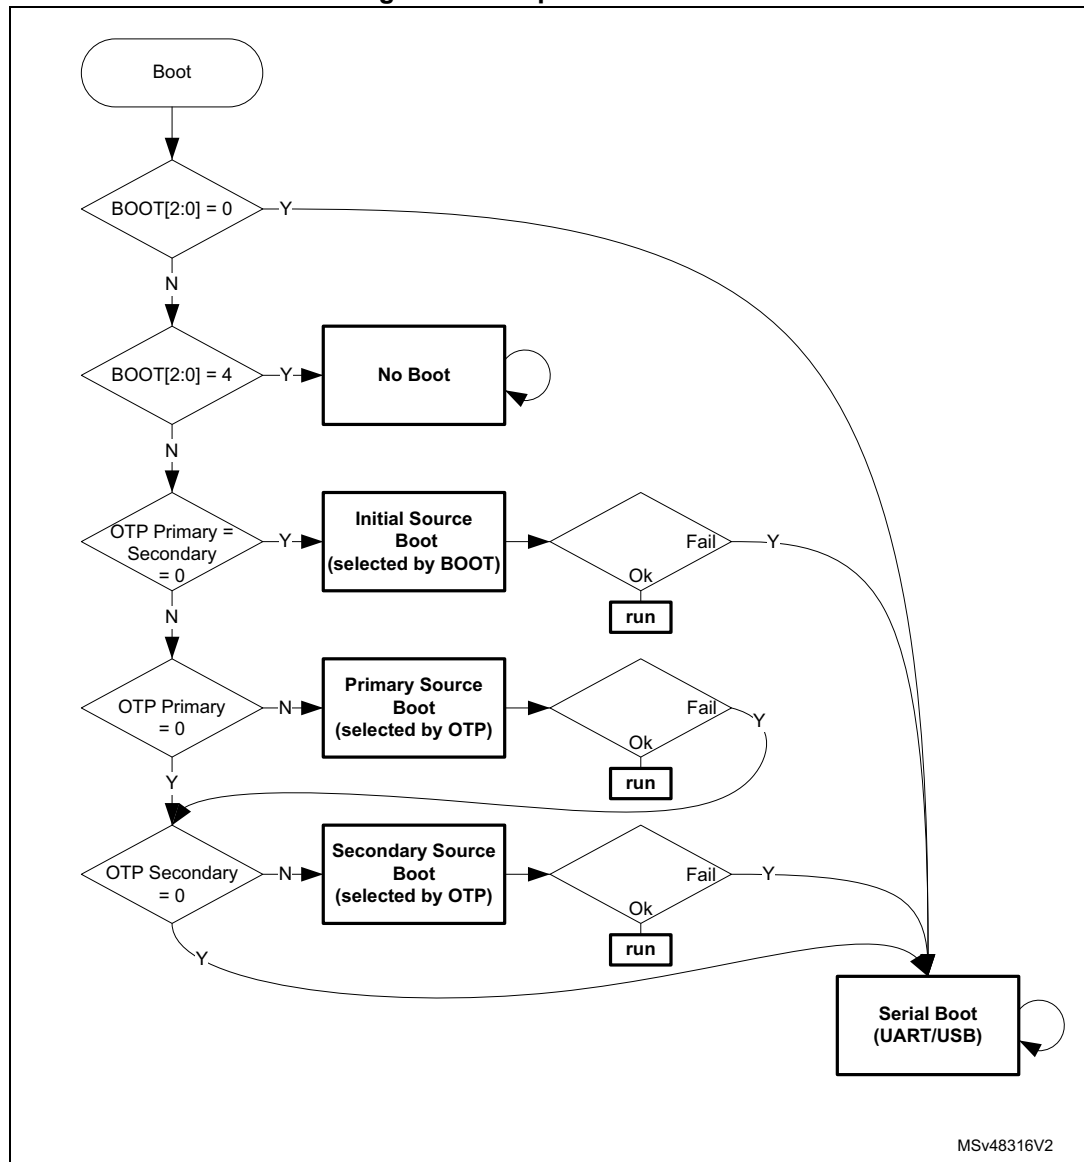 Boot
BOOT[2:0] = 0
Y
N
BOOT[2:0] = 4
Y
No Boot
N
OTP Primary =
Secondary
= 0
Y
Initial Source
Boot
(selected by BOOT)
Fail
Y
Ok
run
N
OTP Primary
= 0
N
Primary Source
Boot
(selected by OTP)
Fail
Y
Ok
run
Y
OTP Secondary
= 0
N
Secondary Source
Boot
(selected by OTP)
Fail
Y
Ok
run
Y
Serial Boot
(UART/USB)
MSv48316V2